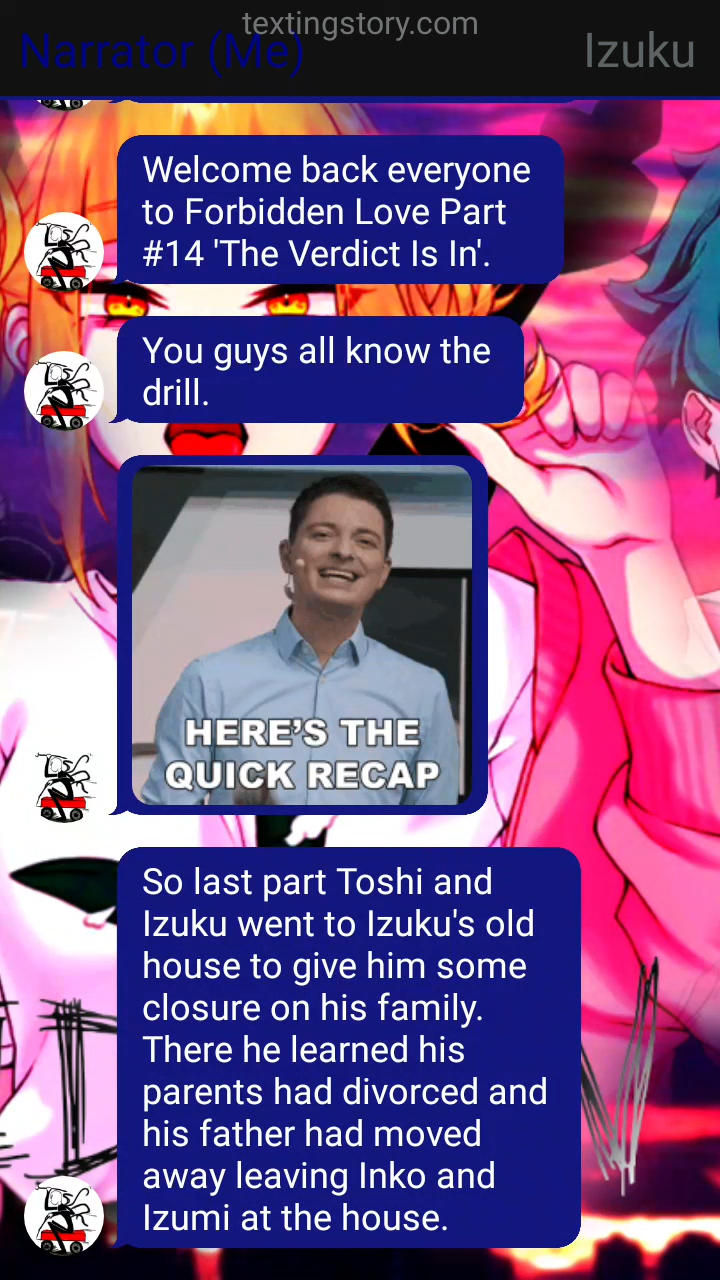 textingstory.com
Narrator (Me)
Izuku
Welcome back everyone
to Forbidden Love Part
#14 'The Verdict Is In'.
You guys all know the
drill.
HERE'S THE
QUICK RECAP
So last part Toshi and
Izuku went to Izuku's old
house to give him some
closure on his family.
There he learned his
parents had divorced and
his father had moved
away leaving Inko and
Izumi at the house.